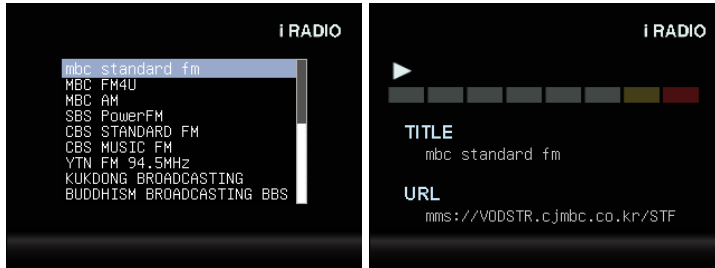 i RADIO
mbc standard fm
MBC FM4U
MBC AM
SBS PowerFM
CBS STANDARD FM
CBS MUSIC FM
YTN FM 94.5MHz
KUKDONG BROADCASTING
BUDDHISM BROADCASTING BBS
i RADIO
TITLE
mbc standard fm
URL
mms://VODSTR.cjmbc.co.kr/STF